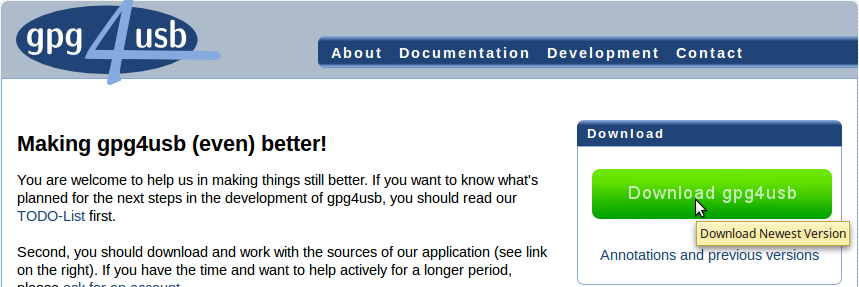 gpg4usb
About Documentation Development Contact
Making gpg4usb (even) better!
You are welcome to help us in making things still better. If you want to know what's
planned for the next steps in the development of gpg4usb, you should read our
TODO-List first.
Second, you should download and work with the sources of our application (see link
on the right). If you have the time and want to help actively for a longer period,
please ask for an account.
Download
Download gpg4usb
Download Newest Version
Annotations and previous versions